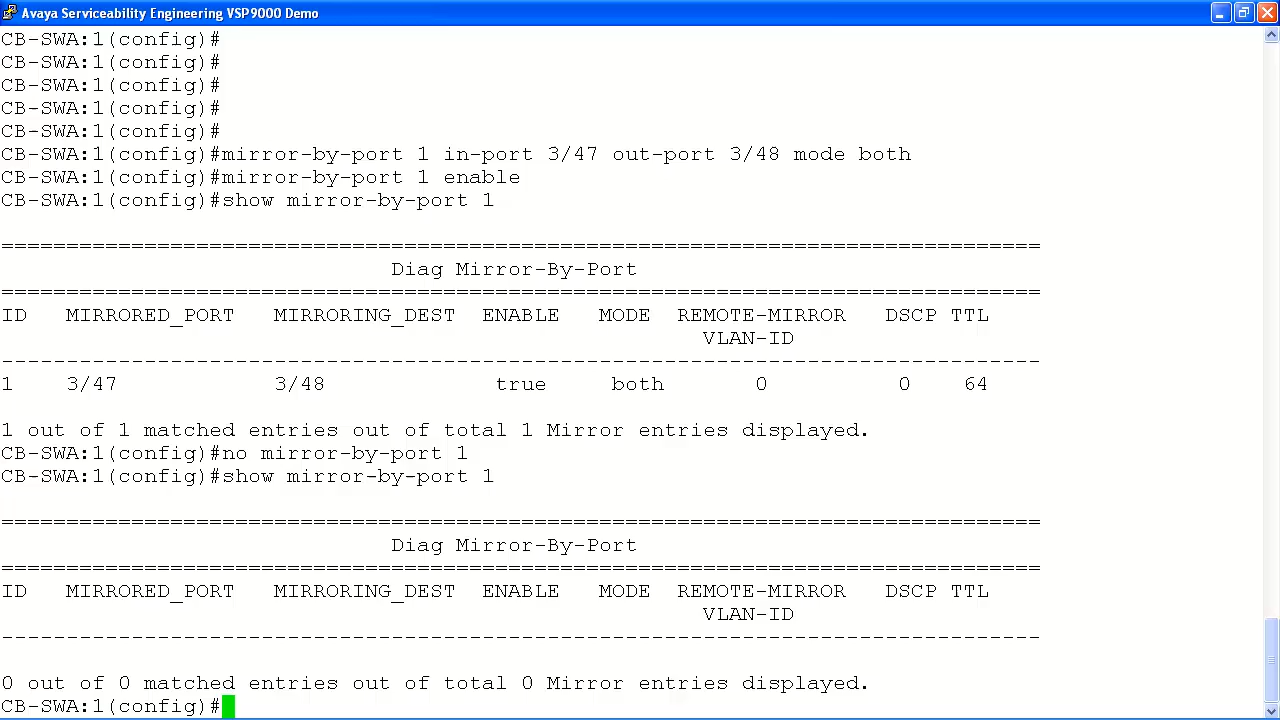 Avaya Serviceability Engineering VSP9000 Demo
CB-SWA:1(config)#
CB-SWA:1(config)#
CB-SWA:1(config)#
CB-SWA:1(config)#
CB-SWA:1(config)#
CB-SWA:1(config)#mirror-by-port 1 in-port 3/47 out-port 3/48 mode both
CB-SWA:1(config)#mirror-by-port 1 enable
CB-SWA:1(config)#show mirror-by-port 1
================================================================================
Diag Mirror-By-Port
================================================================================
ID MIRRORED_PORT MIRRORING_DEST ENABLE MODE REMOTE-MIRROR DSCP TTL
VLAN-ID
--------------------------------------------------------------------------------
1 3/47 3/48 true both 0 0 64
1 out of 1 matched entries out of total 1 Mirror entries displayed.
CB-SWA:1(config)#no mirror-by-port 1
CB-SWA:1(config)#show mirror-by-port 1
================================================================================
Diag Mirror-By-Port
================================================================================
ID MIRRORED_PORT MIRRORING_DEST ENABLE MODE REMOTE-MIRROR DSCP TTL
VLAN-ID
--------------------------------------------------------------------------------
0 out of 0 matched entries out of total 0 Mirror entries displayed.
CB-SWA:1(config)#